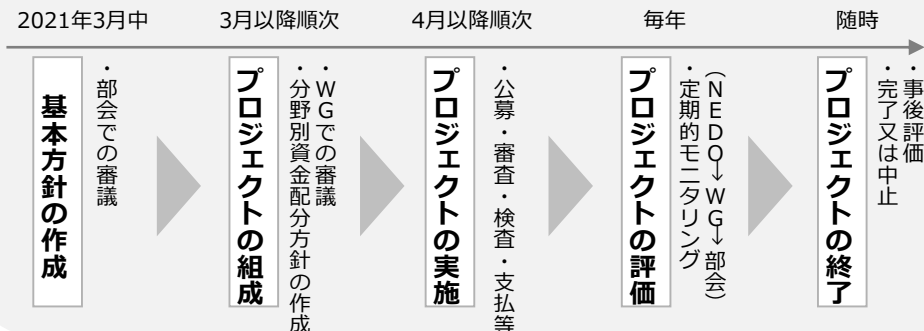 2021年3月中
3月以降順次
4月以降順次
毎年
随時
基本方針の作成
・部会での審議
プロジェクトの組成
・WGでの審議
・分野別資金配分方針の作成
プロジェクトの実施
・公募・審査・検査・支払等
プロジェクトの評価
(NEDO→WG→部会)
・定期的モニタリング
プロジェクトの終了
・事後評価
・完了又は中止